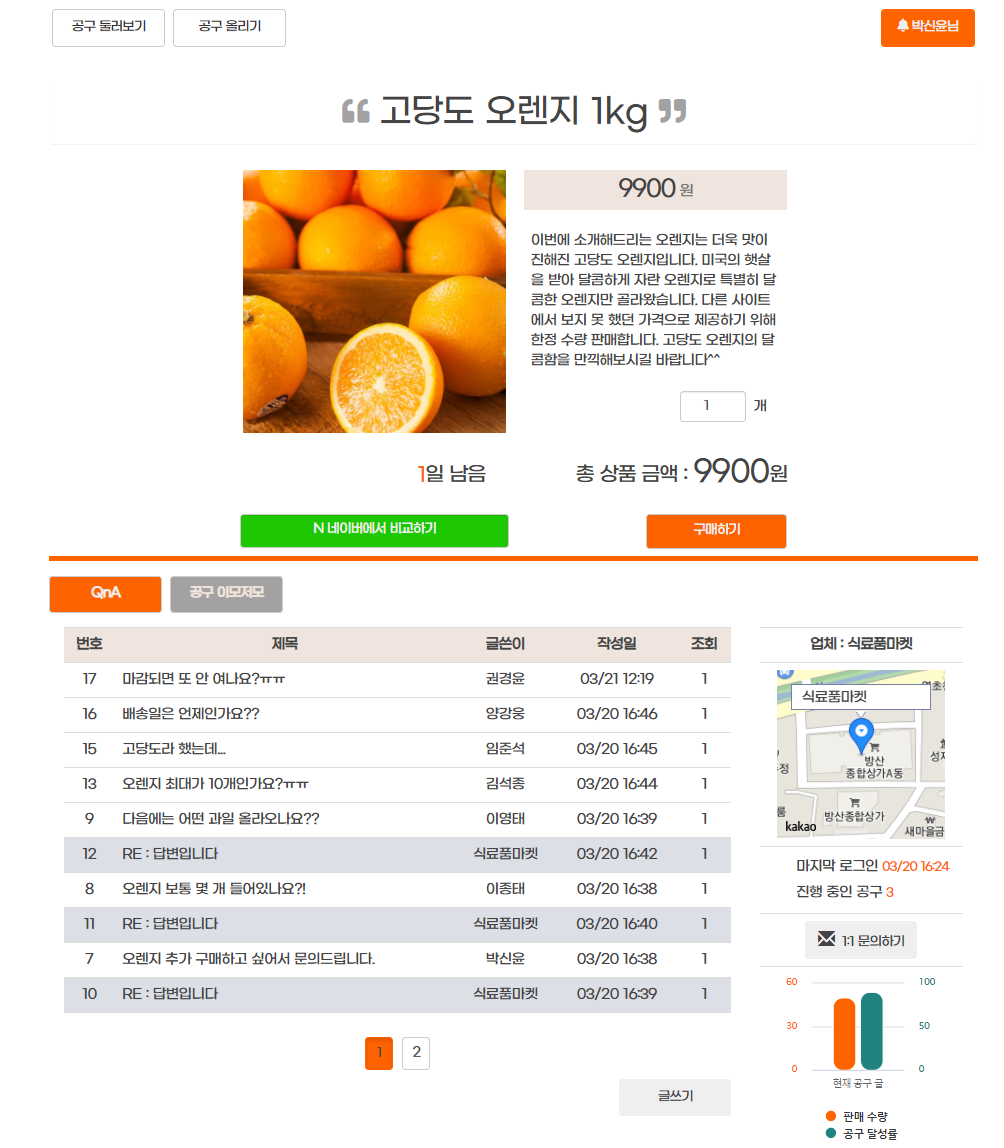 공구 둘러보기 공구 올리기 박신윤님
고당도 오렌지 1kg
9900 원
이번에 소개해드리는 오렌지는 더욱 맛이
진해진 고당도 오렌지입니다. 미국의 햇살
을 받아 달콤하게 자란 오렌지로 특별히 달
콤한 오렌지만 골라왔습니다. 다른 사이트
에서 보지 못 했던 가격으로 제공하기 위해
한정 수량 판매합니다. 고당도 오렌지의 달
콤함을 만끽해보시길 바랍니다^^
1 개
1일 남음 총 상품 금액 : 9900원
N 네이버에서 비교하기 구매하기
QnA 공구 이모저모
번호 제목 글쓴이 작성일 조회
17 마감되면 또 안 여나요?ㅠㅠ 권경윤 03/21 12:19 1
16 배송일은 언제인가요?? 양강웅 03/20 16:46 1
15 고당도라 했는데... 임준석 03/20 16:45 1
13 오렌지 최대가 10개인가요?ㅠㅠ 김석종 03/20 16:44 1
9 다음에는 어떤 과일 올라오나요?? 이영태 03/20 16:39 1
12 RE : 답변입니다 식료품마켓 03/20 16:42 1
8 오렌지 보통 몇 개 들어있나요?! 이종태 03/20 16:38 1
11 RE : 답변입니다 식료품마켓 03/20 16:40 1
7 오렌지 추가 구매하고 싶어서 문의드립니다. 박신윤 03/20 16:38 1
10 RE : 답변입니다 식료품마켓 03/20 16:39 1
1 2
글쓰기
업체 : 식료품마켓
식료품마켓
방산
종합상가A동
방산종합상가
kakao
새마을금
마지막 로그인 03/20 16:24
진행 중인 공구 3
1:1 문의하기
60 100
30 50
0 0
현재 공구 글
판매 수량
공구 달성률